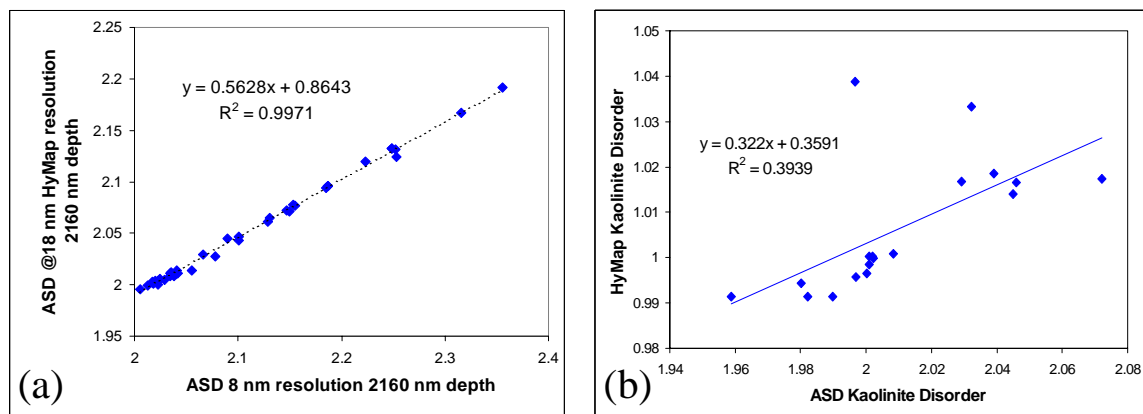 2.25
2.2
2.15
2.1
2.05
2
1.95
ASD @18 nm HyMap resolution
2160 nm depth
y = 0.5628x + 0.8643
R² = 0.9971
2 2.1 2.2 2.3 2.4
ASD 8 nm resolution 2160 nm depth
(a)
1.05
1.04
1.03
1.02
1.01
1
0.99
0.98
HyMap Kaolinite Disorder
y = 0.322x + 0.3591
R² = 0.3939
1.94 1.96 1.98 2 2.02 2.04 2.06 2.08
ASD Kaolinite Disorder
(b)